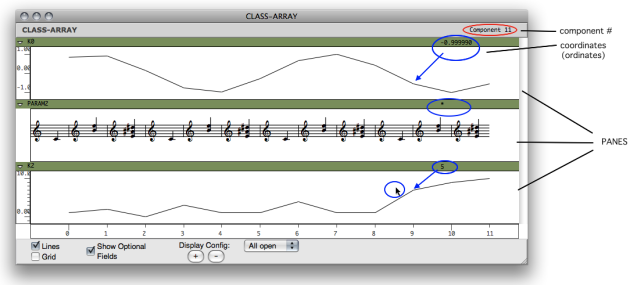 CLASS-ARRAY
CLASS-ARRAY
Component 11
component #
K0
-0.999990
coordinates
(ordinates)
1.00
0.00
-1.0
PARAM2
*
PANES
K2
5
10.0
0.00
0 1 2 3 4 5 6 7 8 9 10 11
Lines
Show Optional
Fields
Display Config:
All open
Grid
+ -